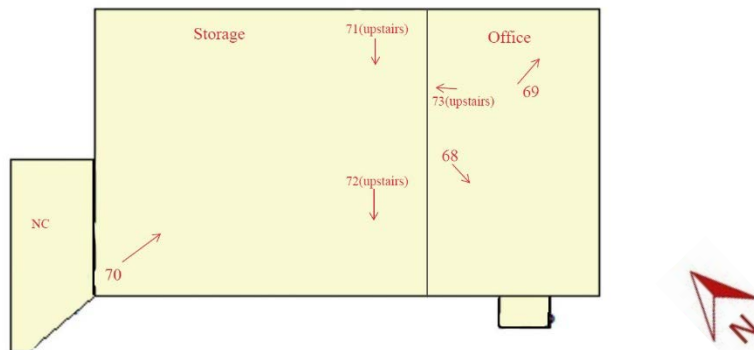 Storage
71(upstairs)
Office
73(upstairs)
69
68
72(upstairs)
NC
70
N